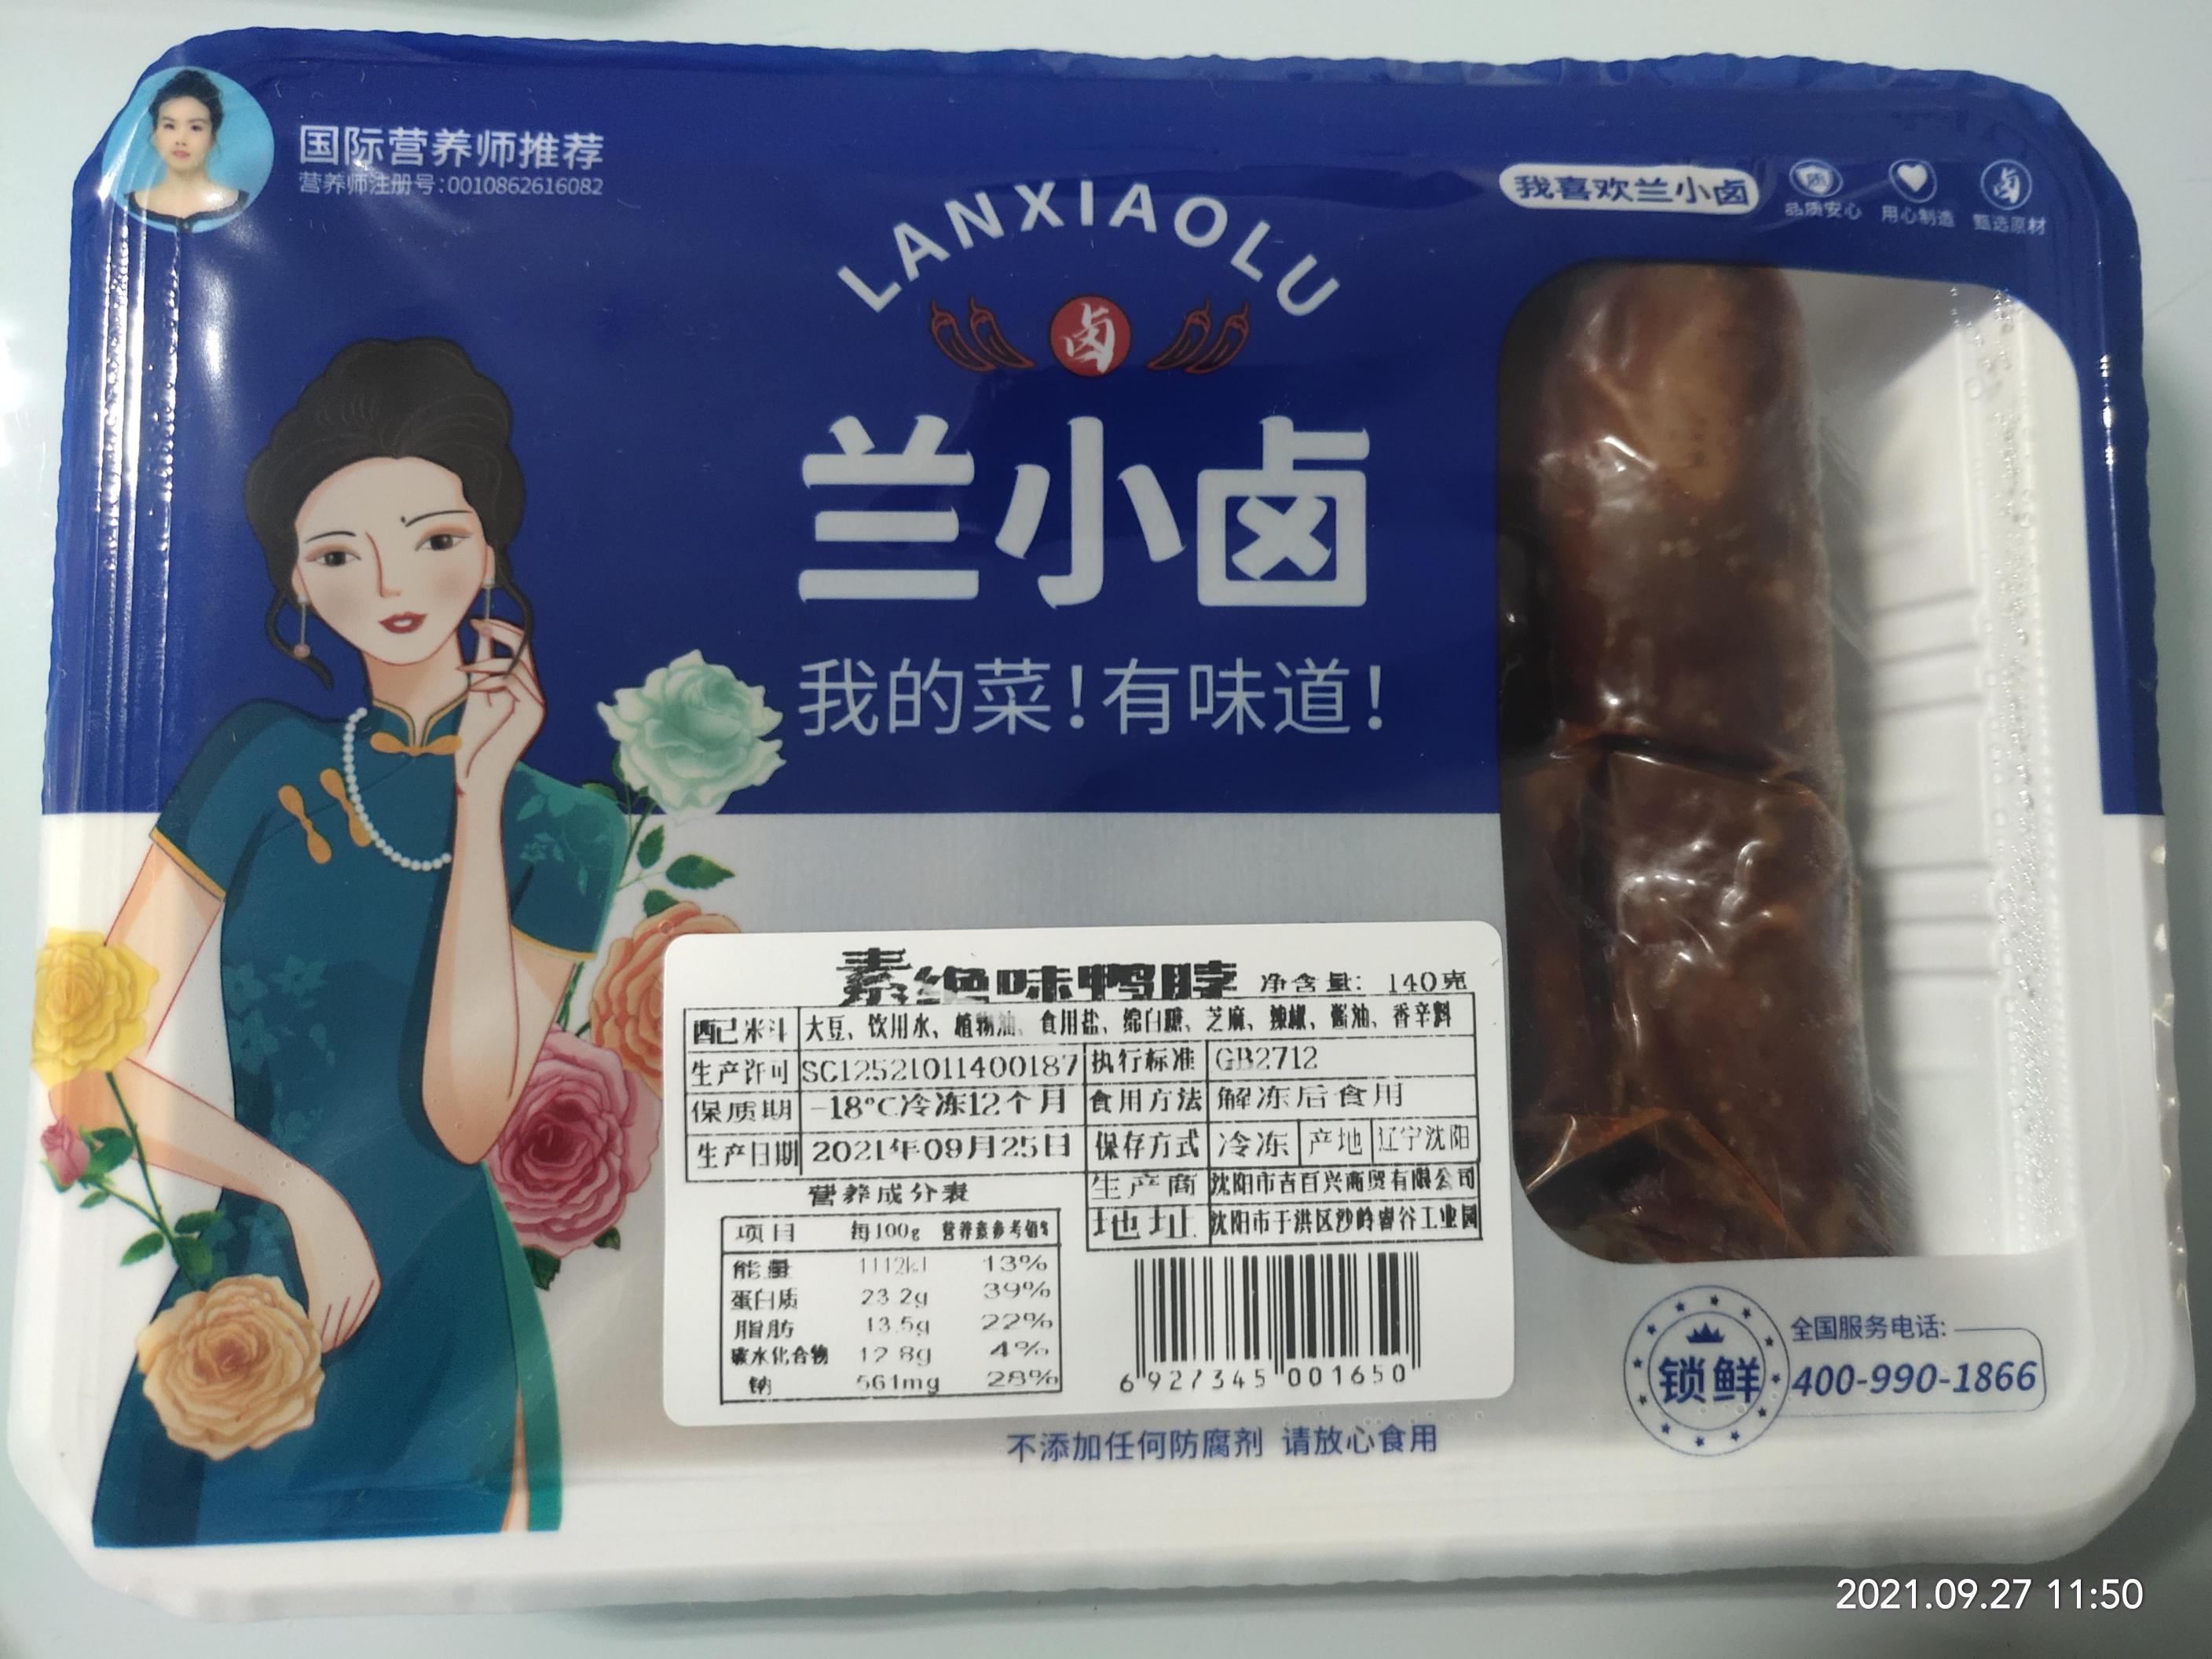 国际营养师推荐
营养师注册号:0010862616082
我喜欢兰小卤
质
卤
品质安心 用心制造 甄选原材
LANXIAOLU
卤
兰小卤
我的菜!有味道!
素绝味鸭脖 净含量: 140克
配料 大豆、饮用水、植物油、食用盐、绵白糖、芝麻、辣椒、酱油、香辛料
生产许可 SC12521011400187 执行标准 GB2712
保质期 -18℃冷冻12个月 食用方法 解冻后食用
生产日期 2021年09月25日 保存方式 冷冻 产地 辽宁沈阳
生产商 沈阳市吉百兴商贸有限公司
地址 沈阳市于洪区沙岭睿谷工业园
营养成分表
项目 每100g 营养素参考值%
能量 1112kJ 13%
蛋白质 23.2g 39%
脂肪 13.5g 22%
碳水化合物 12.8g 4%
钠 561mg 28%
6 927345 001650
锁鲜
全国服务电话:
400-990-1866
不添加任何防腐剂 请放心食用
2021.09.27 11:50